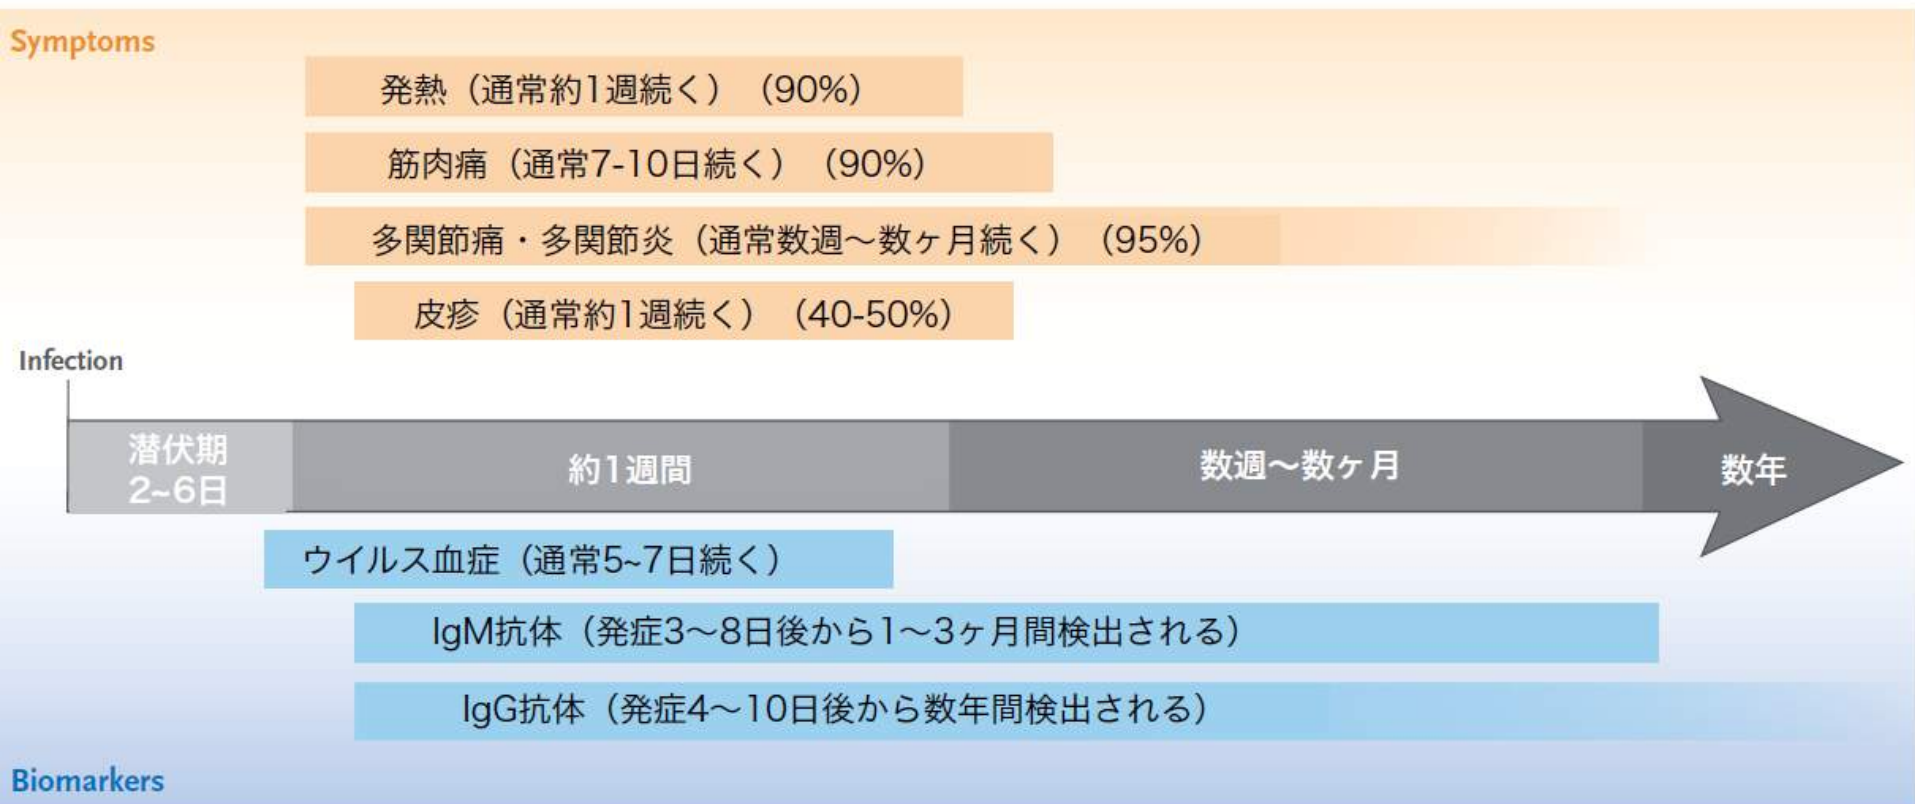 Symptoms
発熱（通常約1週続く）（90%）
筋肉痛（通常7-10日続く）（90%）
多関節痛・多関節炎（通常数週〜数ヶ月続く）（95%）
皮疹（通常約1週続く）（40-50%）
Infection
潜伏期
2~6日
約1週間
数週〜数ヶ月
数年
ウイルス血症（通常5~7日続く）
IgM抗体（発症3〜8日後から1〜3ヶ月間検出される）
IgG抗体（発症4〜10日後から数年間検出される）
Biomarkers